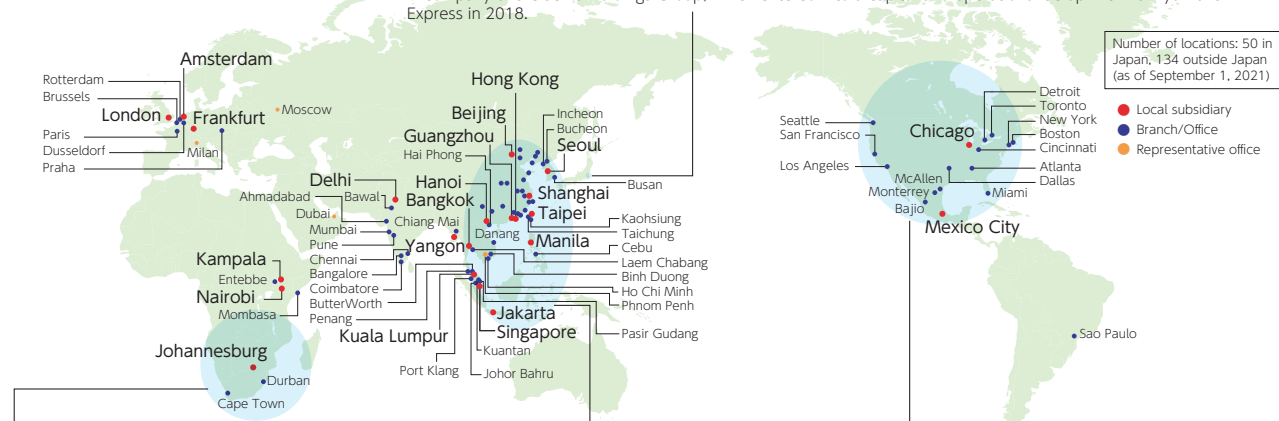 Express in 2018.
Number of locations: 50 in
Japan, 134 outside Japan
(as of September 1, 2021)
Local subsidiary
Branch/Office
Representative office
Amsterdam
Rotterdam
Brussels
London
Frankfurt
Moscow
Paris
Dusseldorf
Milan
Praha
Hong Kong
Beijing
Guangzhou
Hai Phong
Incheon
Bucheon
Seoul
Busan
Delhi
Bawal
Ahmadabad
Dubai
Mumbai
Pune
Chennai
Bangalore
Coimbatore
ButterWorth
Penang
Hanoi
Bangkok
Chiang Mai
Yangon
Danang
Shanghai
Taipei
Manila
Kaohsiung
Taichung
Cebu
Laem Chabang
Binh Duong
Ho Chi Minh
Phnom Penh
Pasir Gudang
Kampala
Entebbe
Nairobi
Mombasa
Kuala Lumpur
Jakarta
Singapore
Kuantan
Port Klang
Johor Bahru
Johannesburg
Durban
Cape Town
Seattle
San Francisco
Los Angeles
Chicago
Detroit
Toronto
New York
Boston
Cincinnati
Atlanta
Dallas
McAllen
Monterrey
Bajio
Miami
Mexico City
Sao Paulo